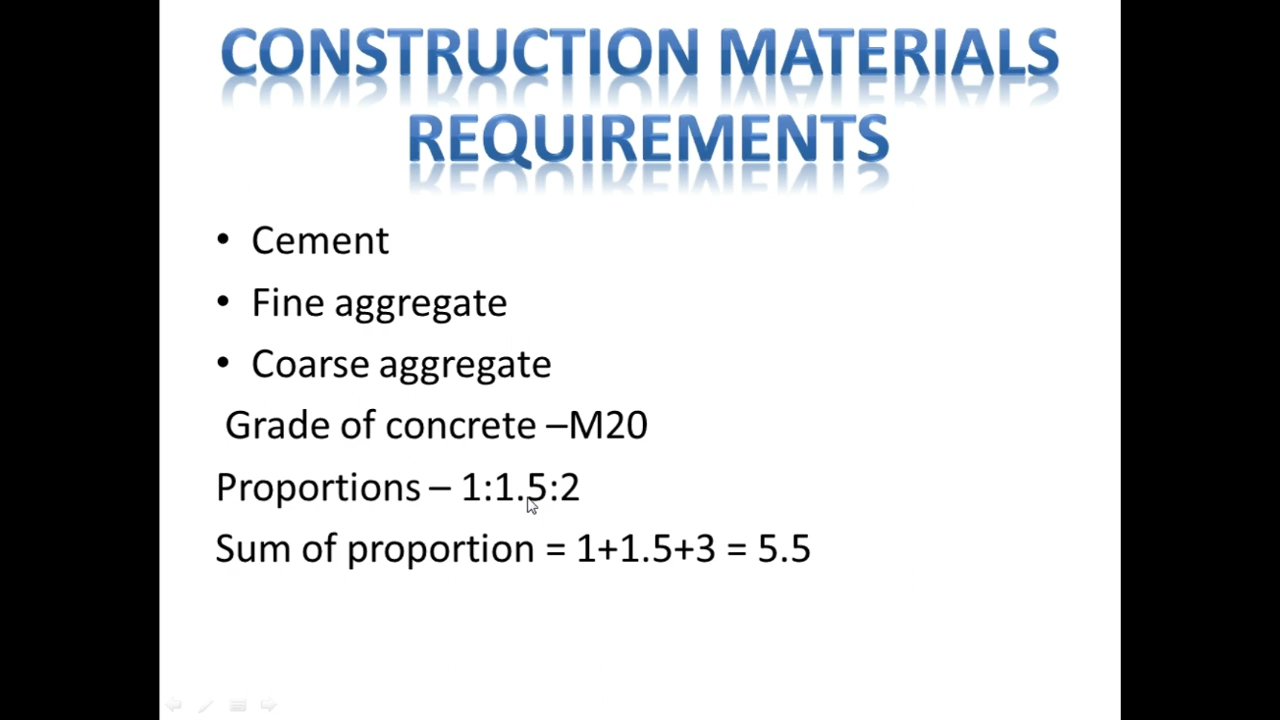 CONSTRUCTION MATERIALS
REQUIREMENTS
• Cement
• Fine aggregate
• Coarse aggregate
Grade of concrete –M20
Proportions – 1:1.5:2
Sum of proportion = 1+1.5+3 = 5.5